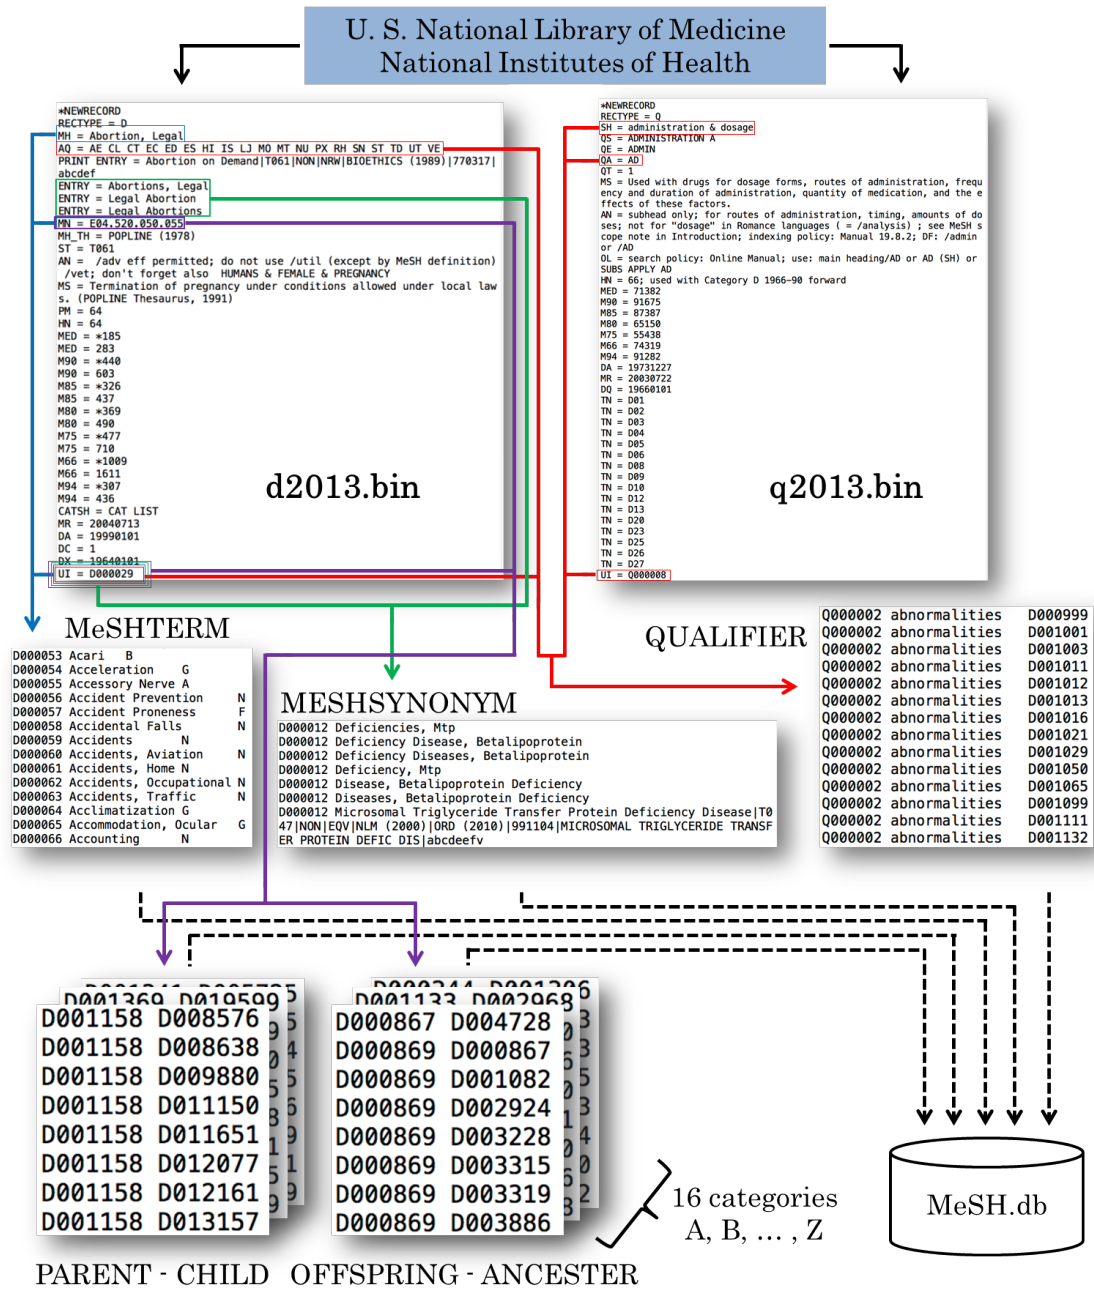 U. S. National Library of Medicine
National Institutes of Health
*NEWRECORD
RECTYPE = D
MH = Abortion, Legal
AQ = AE CL CT EC ED ES HI IS LJ MO MT NU PX RH SN ST TD UT VE
PRINT ENTRY = Abortion on Demand|T061|NON|NRW|BIOETHICS (1989)|770317|
abcdef
ENTRY = Abortions, Legal
ENTRY = Legal Abortion
ENTRY = Legal Abortions
MN = E04.520.050.055
MH_TH = POPLINE (1978)
ST = T061
AN =  /adv eff permitted; do not use /util (except by MeSH definition)
/vet; don't forget also  HUMANS & FEMALE & PREGNANCY
MS = Termination of pregnancy under conditions allowed under local law
s. (POPLINE Thesaurus, 1991)
PM = 64
HN = 64
MED = *185
MED = 283
M90 = *440
M90 = 603
M85 = *326
M85 = 437
M80 = *369
M80 = 490
M75 = *477
M75 = 710
M66 = *1009
M66 = 1611
M94 = *307
M94 = 436
CATSH = CAT LIST
MR = 20040713
DA = 19990101
DC = 1
DX = 19640101
UI = D000029
d2013.bin
*NEWRECORD
RECTYPE = Q
SH = administration & dosage
QS = ADMINISTRATION A
QE = ADMIN
QA = AD
QT = 1
MS = Used with drugs for dosage forms, routes of administration, frequ
ency and duration of administration, quantity of medication, and the e
ffects of these factors.
AN = subhead only; for routes of administration, timing, amounts of do
ses; not for "dosage" in Romance languages ( = /analysis) ; see MeSH s
cope note in Introduction; indexing policy: Manual 19.8.2; DF: /admin
or /AD
OL = search policy: Online Manual; use: main heading/AD or AD (SH) or
SUBS APPLY AD
HN = 66; used with Category D 1966-90 forward
MED = 71382
M90 = 91675
M85 = 87387
M80 = 65150
M75 = 55438
M66 = 74319
M94 = 91282
DA = 19731227
MR = 20030722
DQ = 19660101
TN = D01
TN = D02
TN = D03
TN = D04
TN = D05
TN = D06
TN = D08
TN = D09
TN = D10
TN = D12
TN = D13
TN = D20
TN = D23
TN = D25
TN = D26
TN = D27
UI = Q000008
q2013.bin
MeSHTERM
D000053 Acari B
D000054 Acceleration G
D000055 Accessory Nerve A
D000056 Accident Prevention N
D000057 Accident Proneness F
D000058 Accidental Falls N
D000059 Accidents N
D000060 Accidents, Aviation N
D000061 Accidents, Home N
D000062 Accidents, Occupational N
D000063 Accidents, Traffic N
D000064 Acclimatization G
D000065 Accommodation, Ocular G
D000066 Accounting N
MESHSYNONYM
D000012 Deficiencies, Mtp
D000012 Deficiency Disease, Betalipoprotein
D000012 Deficiency Diseases, Betalipoprotein
D000012 Deficiency, Mtp
D000012 Disease, Betalipoprotein Deficiency
D000012 Diseases, Betalipoprotein Deficiency
D000012 Microsomal Triglyceride Transfer Protein Deficiency Disease|T0
47|NON|EQV|NLM (2000)|ORD (2010)|991104|MICROSOMAL TRIGLYCERIDE TRANSF
ER PROTEIN DEFIC DIS|abcdeefv
QUALIFIER
Q000002 abnormalities D000999
Q000002 abnormalities D001001
Q000002 abnormalities D001003
Q000002 abnormalities D001011
Q000002 abnormalities D001012
Q000002 abnormalities D001013
Q000002 abnormalities D001016
Q000002 abnormalities D001021
Q000002 abnormalities D001029
Q000002 abnormalities D001050
Q000002 abnormalities D001065
Q000002 abnormalities D001099
Q000002 abnormalities D001111
Q000002 abnormalities D001132
D001369 D019599
D001158 D008576
D001158 D008638
D001158 D009880
D001158 D011150
D001158 D011651
D001158 D012077
D001158 D012161
D001158 D013157
PARENT - CHILD
D001133 D002968
D000867 D004728
D000869 D000867
D000869 D001082
D000869 D002924
D000869 D003228
D000869 D003315
D000869 D003319
D000869 D003886
OFFSPRING - ANCESTER
16 categories
A, B, ... , Z
MeSH.db